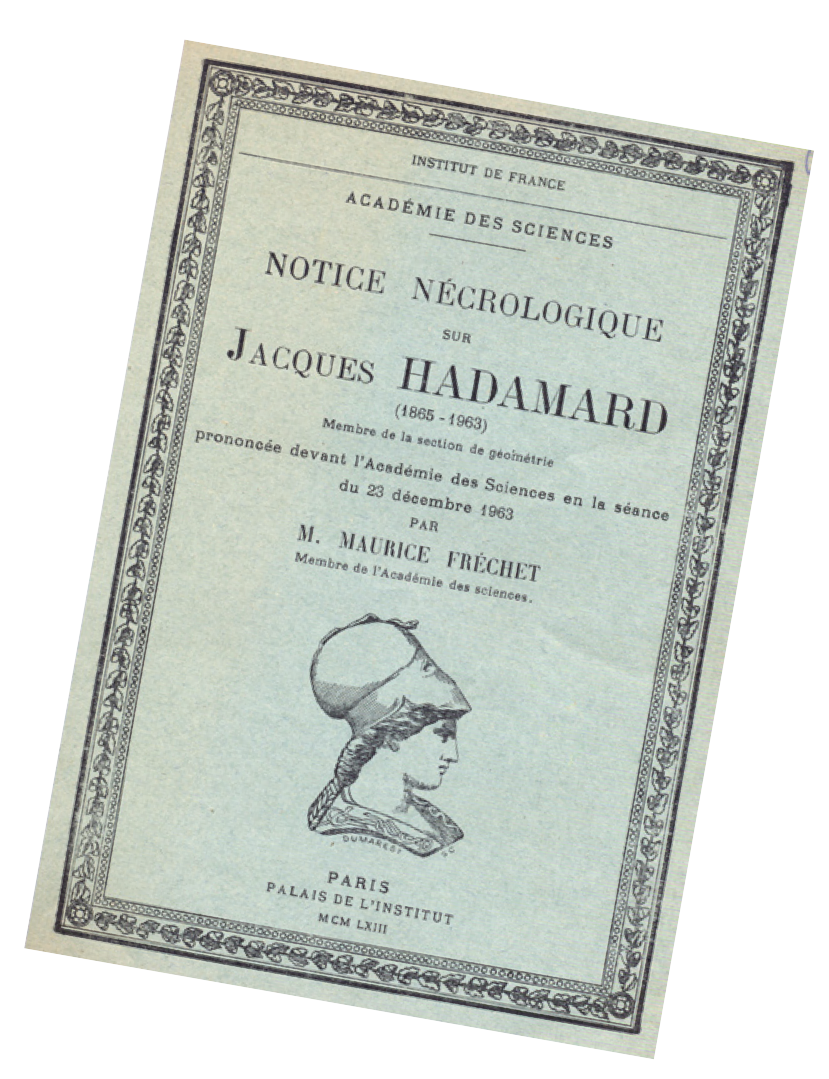 INSTITUT DE FRANCE
ACADÉMIE DES SCIENCES
NOTICE NÉCROLOGIQUE
SUR
JACQUES HADAMARD
(1865 - 1963)
Membre de la section de géométrie
prononcée devant l'Académie des Sciences en la séance
du 23 décembre 1963
PAR
M. MAURICE FRÉCHET
Membre de l'Académie des sciences.
DUMAREST
PARIS
PALAIS DE L'INSTITUT
MCM LXIII